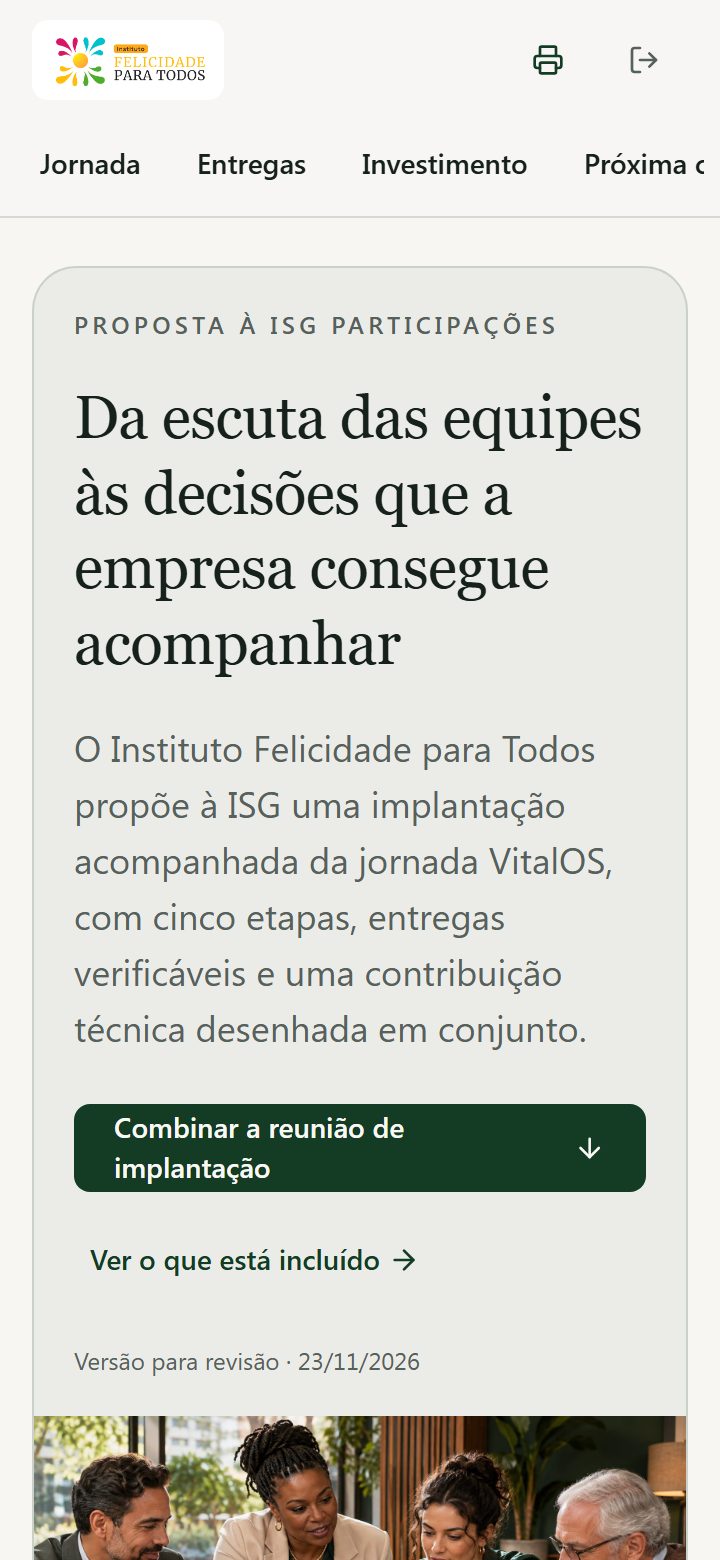 Instituto
FELICIDADE
PARA TODOS
Jornada Entregas Investimento Próxima c
PROPOSTA À ISG PARTICIPAÇÕES
Da escuta das equipes
às decisões que a
empresa consegue
acompanhar
O Instituto Felicidade para Todos
propõe à ISG uma implantação
acompanhada da jornada VitalOS,
com cinco etapas, entregas
verificáveis e uma contribuição
técnica desenhada em conjunto.
Combinar a reunião de
implantação
Ver o que está incluído
Versão para revisão · 23/11/2026